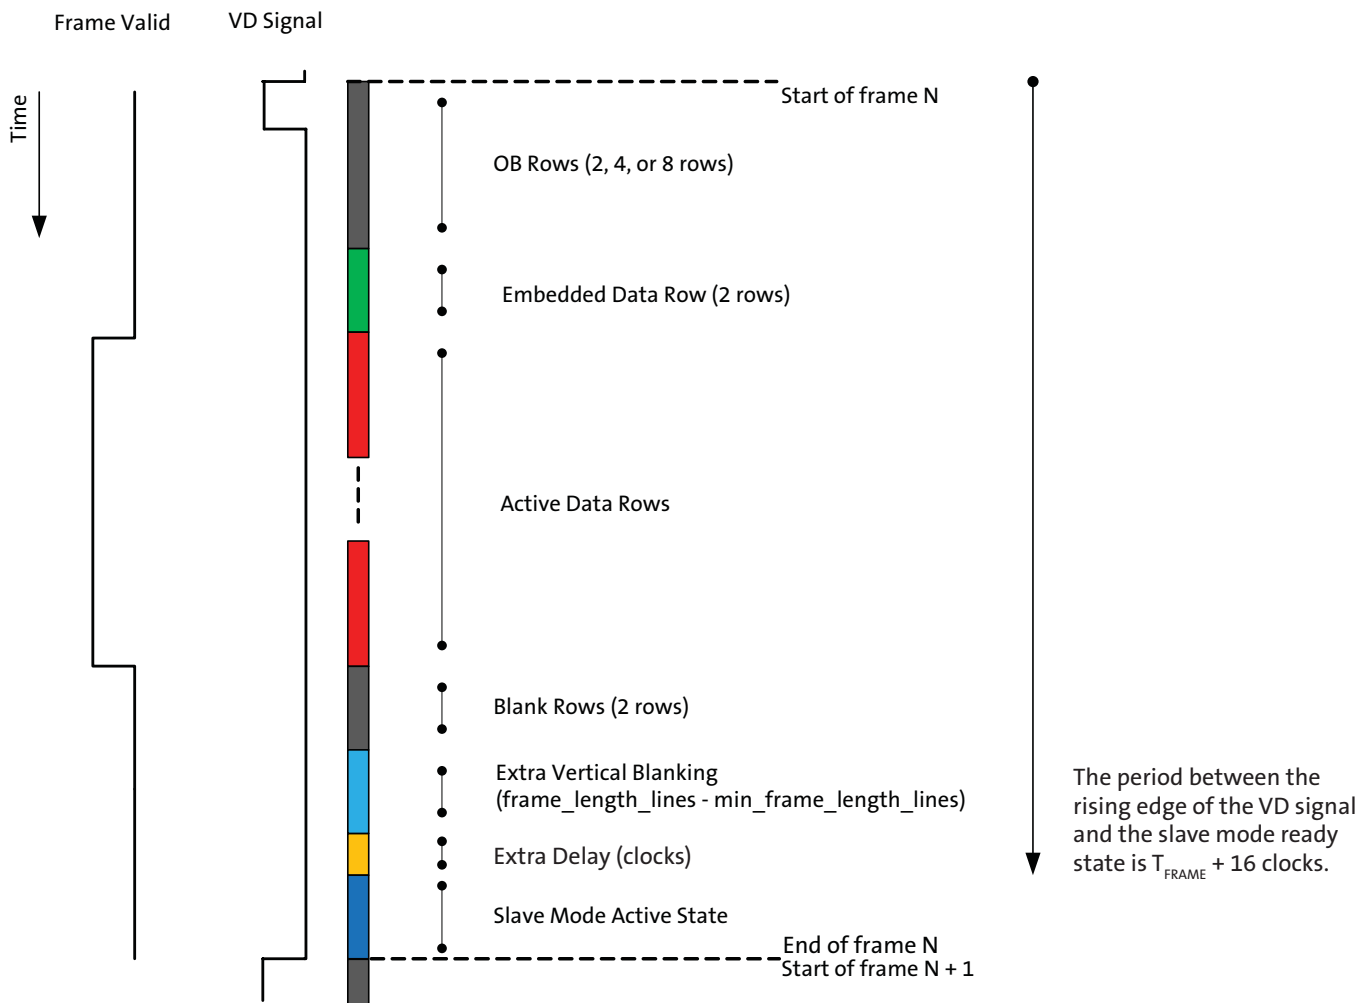 Frame Valid
VD Signal
Time
Start of frame N
OB Rows (2, 4, or 8 rows)
Embedded Data Row (2 rows)
Active Data Rows
Blank Rows (2 rows)
Extra Vertical Blanking
(frame_length_lines - min_frame_length_lines)
Extra Delay (clocks)
Slave Mode Active State
End of frame N
Start of frame N + 1
The period between the
rising edge of the VD signal
and the slave mode ready
state is TFRAME + 16 clocks.